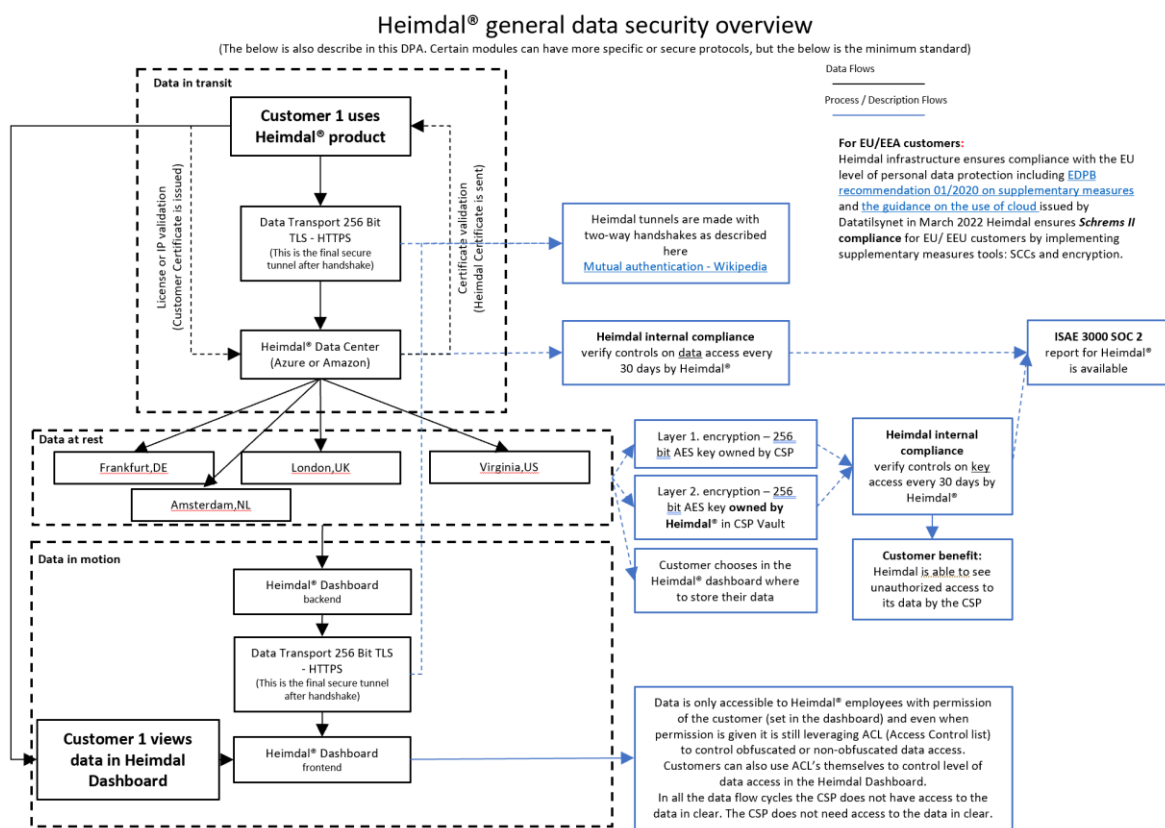 Heimdal® general data security overview
(The below is also describe in this DPA. Certain modules can have more specific or secure protocols, but the below is the minimum standard)
Data Flows
Process / Description Flows
For EU/EEA customers:
Heimdal infrastructure ensures compliance with the EU
level of personal data protection including EDPB
recommendation 01/2020 on supplementary measures
and the guidance on the use of cloud issued by
Datatilsynet in March 2022 Heimdal ensures Schrems II
compliance for EU/ EEU customers by implementing
supplementary measures tools: SCCs and encryption.
Data in transit
Customer 1 uses
Heimdal® product
License or IP validation
(Customer Certificate is issued)
Certificate validation
(Heimdal Certificate is sent)
Data Transport 256 Bit
TLS - HTTPS
(This is the final secure
tunnel after handshake)
Heimdal tunnels are made with
two-way handshakes as described
here
Mutual authentication - Wikipedia
Heimdal® Data Center
(Azure or Amazon)
Heimdal internal compliance
verify controls on data access every
30 days by Heimdal®
ISAE 3000 SOC 2
report for Heimdal®
is available
Data at rest
Frankfurt,DE
London,UK
Virginia,US
Amsterdam,NL
Layer 1. encryption – 256
bit AES key owned by CSP
Layer 2. encryption – 256
bit AES key owned by
Heimdal® in CSP Vault
Customer chooses in the
Heimdal® dashboard where
to store their data
Heimdal internal
compliance
verify controls on key
access every 30 days by
Heimdal®
Customer benefit:
Heimdal is able to see
unauthorized access to
its data by the CSP
Data in motion
Heimdal® Dashboard
backend
Data Transport 256 Bit TLS
- HTTPS
(This is the final secure tunnel
after handshake)
Customer 1 views
data in Heimdal
Dashboard
Heimdal® Dashboard
frontend
Data is only accessible to Heimdal® employees with permission
of the customer (set in the dashboard) and even when
permission is given it is still leveraging ACL (Access Control list)
to control obfuscated or non-obfuscated data access.
Customers can also use ACL's themselves to control level of
data access in the Heimdal Dashboard.
In all the data flow cycles the CSP does not have access to the
data in clear. The CSP does not need access to the data in clear.